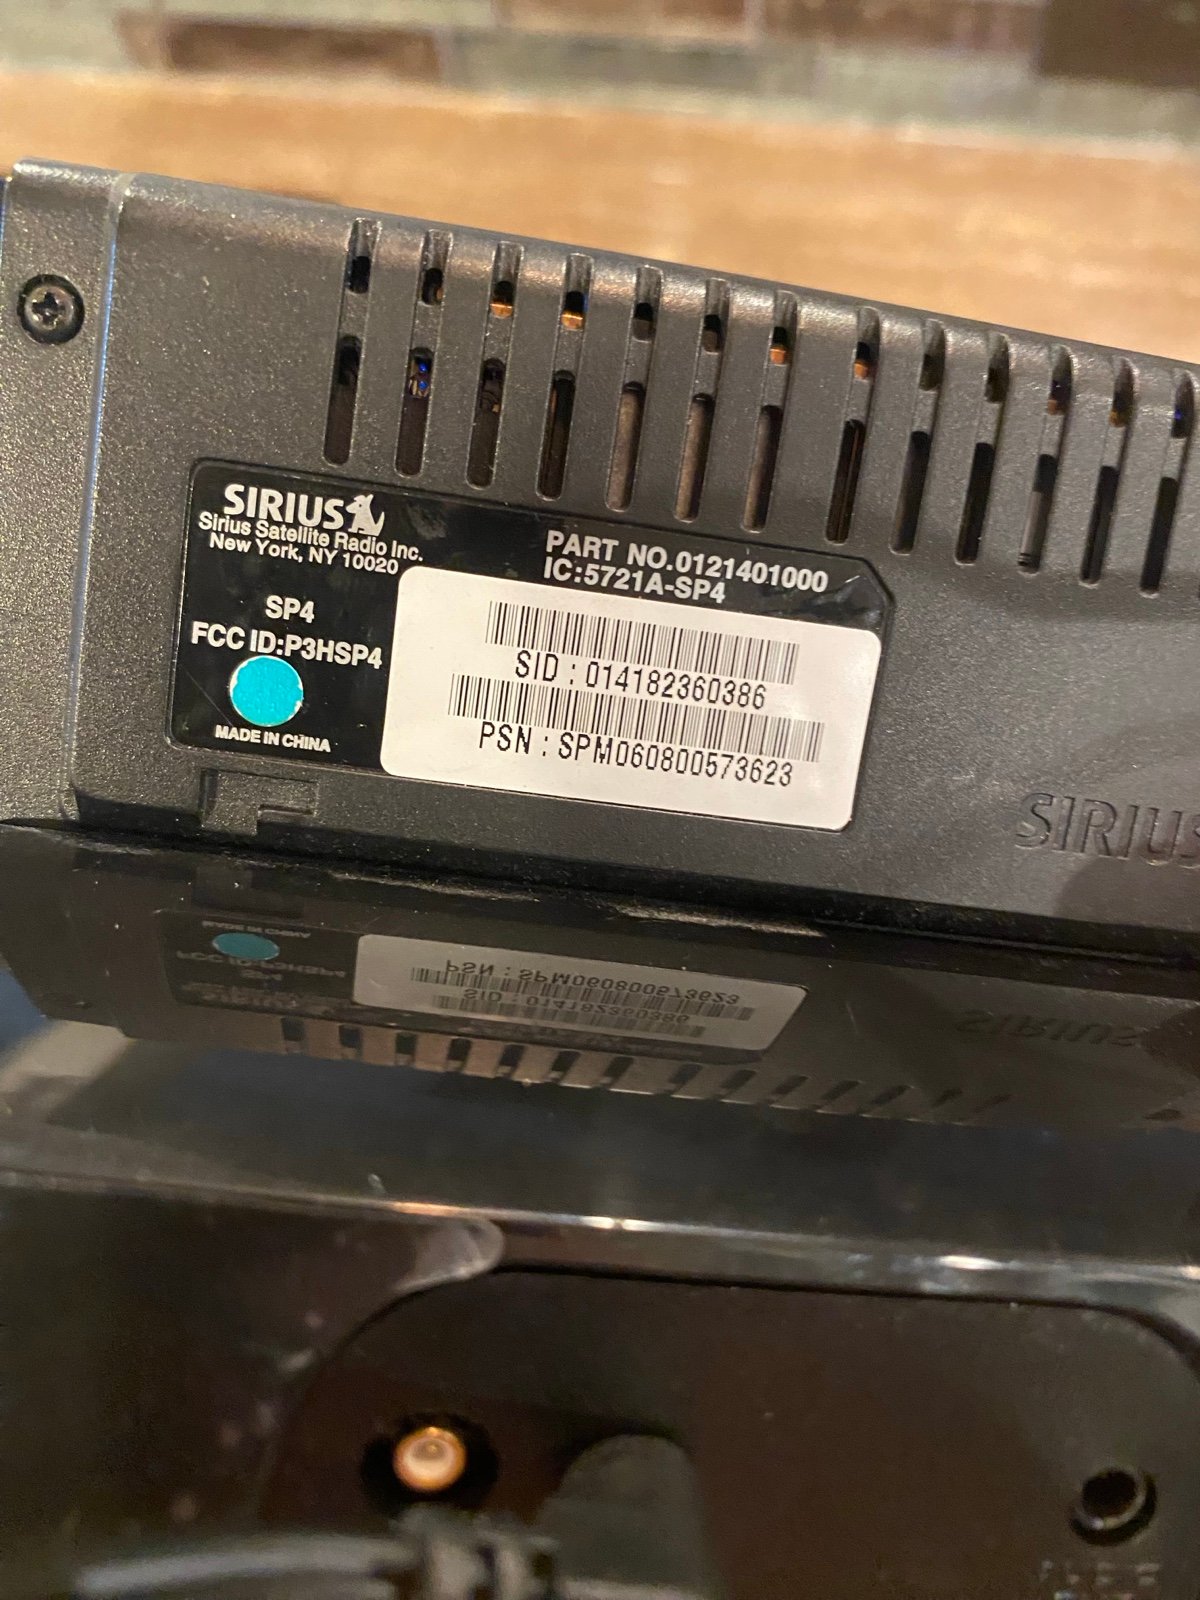 SIRIUS
Sirius Satellite Radio Inc.
New York, NY 10020
PART NO.0121401000
IC:5721A-SP4
SP4
FCC ID:P3HSP4
MADE IN CHINA
SID : 014182360386
PSN : SPM060800573623
SIRIUS